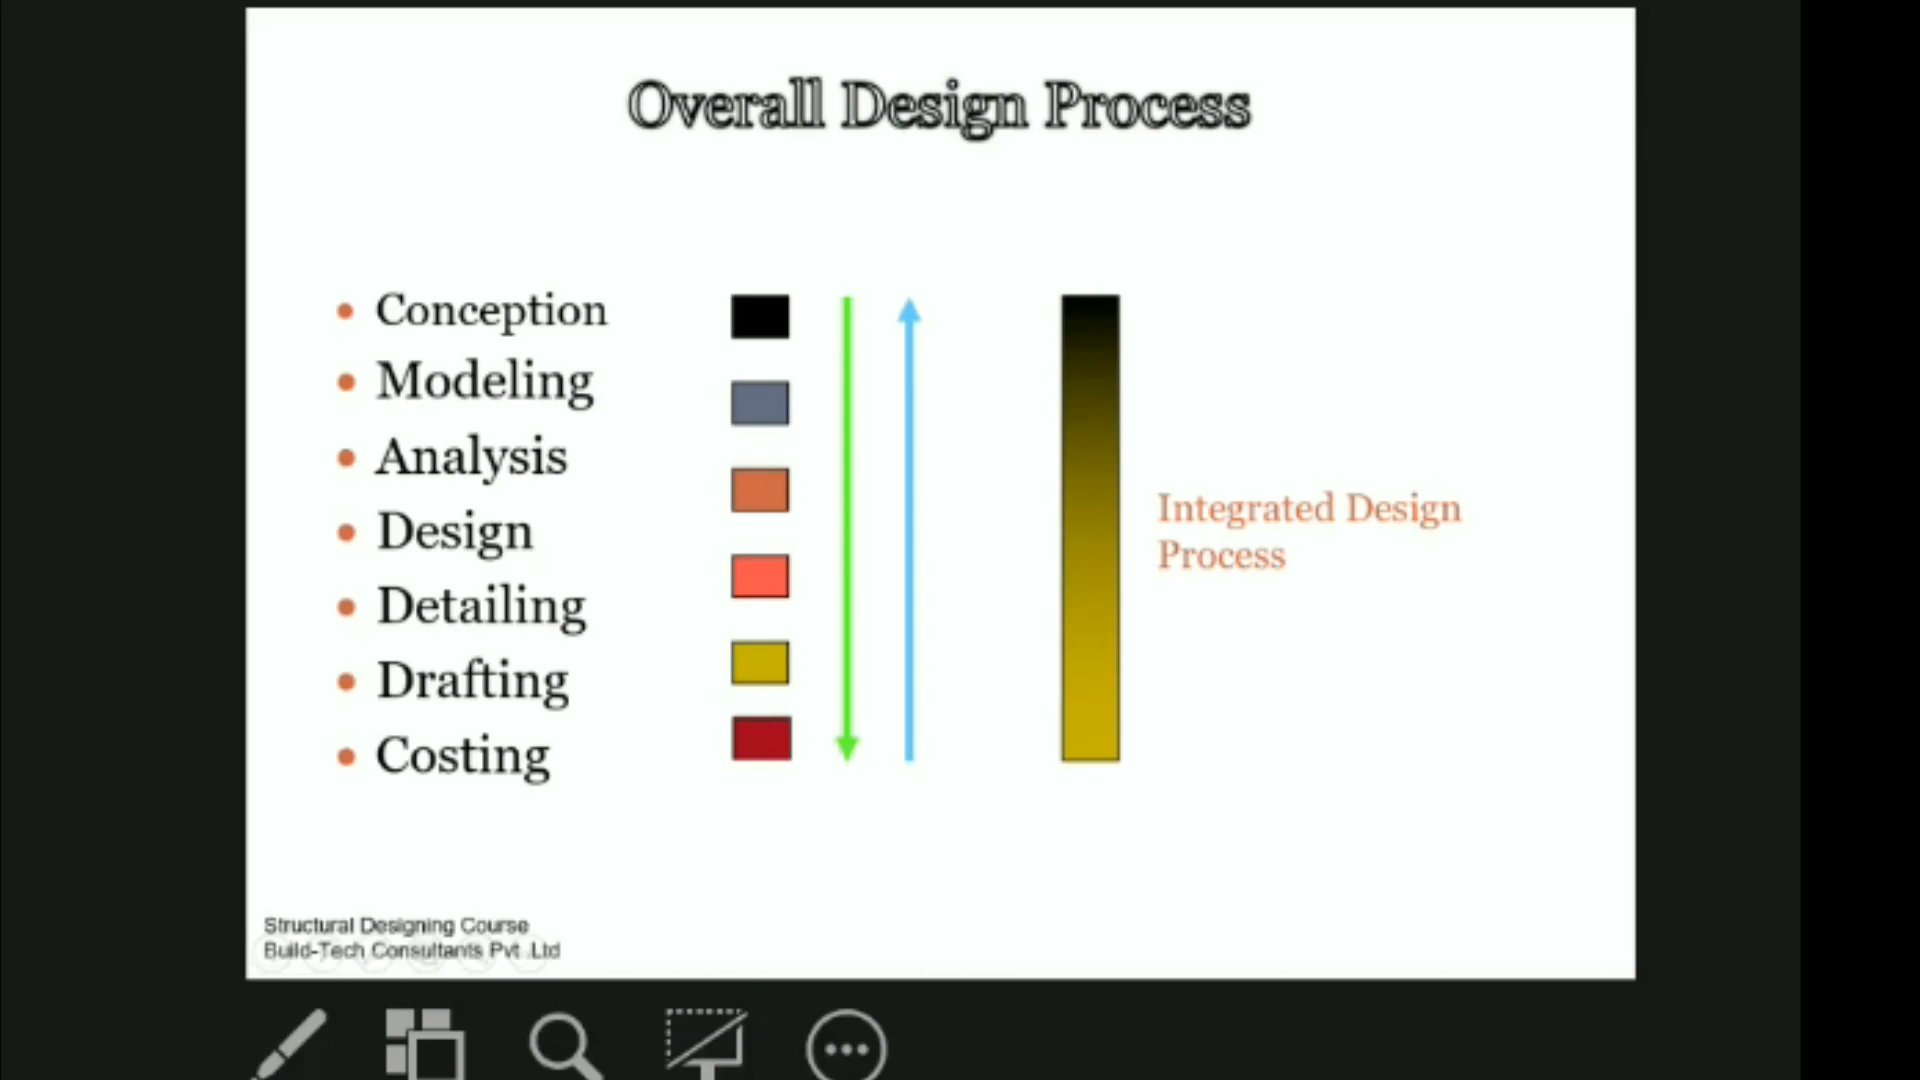 Overall Design Process
Conception
Modeling
Analysis
Design
Detailing
Drafting
Costing
Integrated Design
Process
Structural Designing Course
Build-Tech Consultants Pvt .Ltd